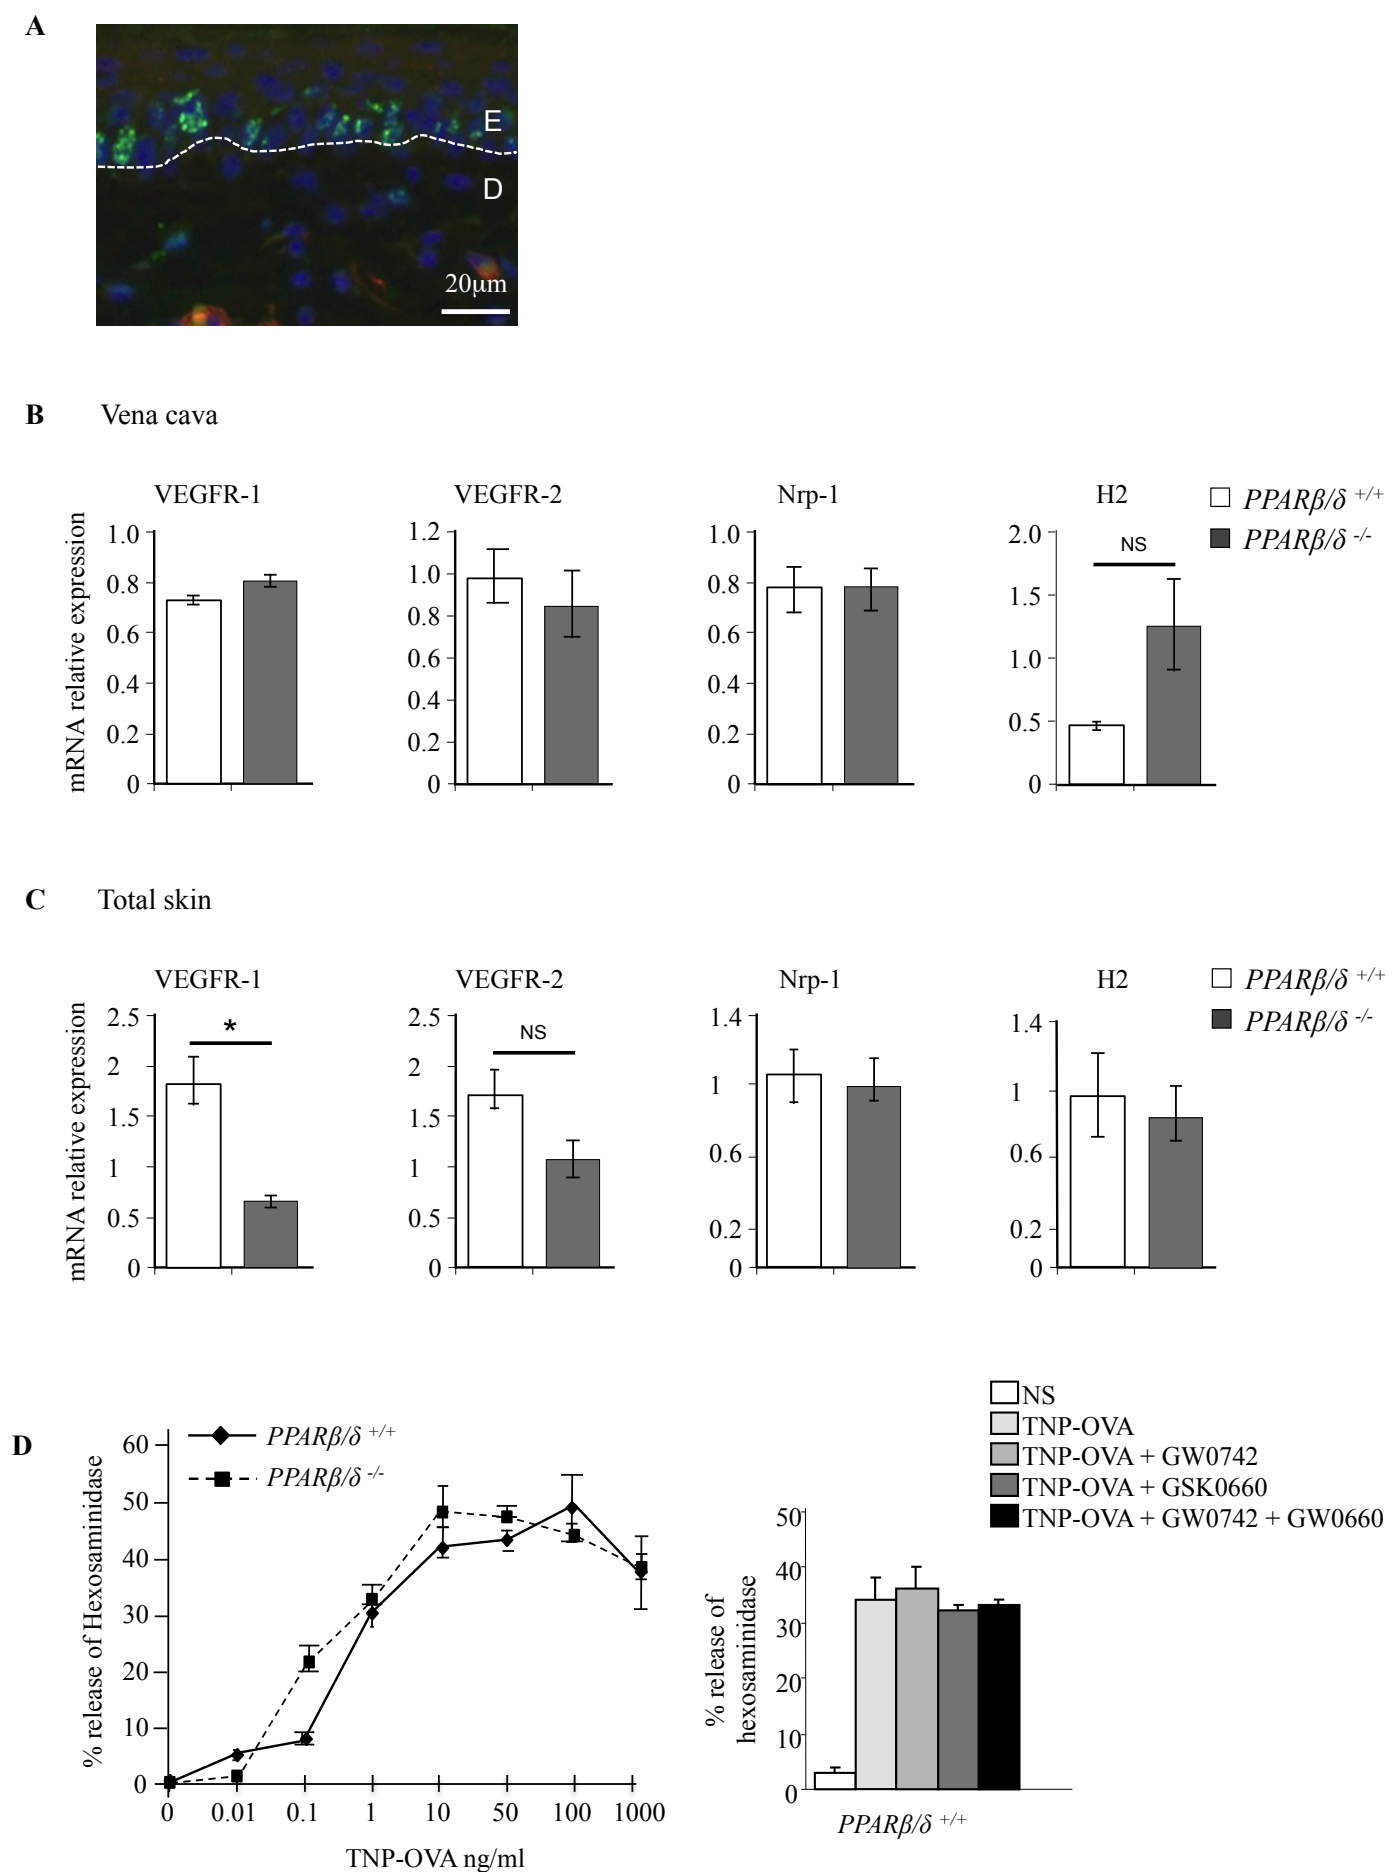 A
E
D
20μm
B Vena cava
VEGFR-1 VEGFR-2 Nrp-1 H2
PPARβ/δ +/+
PPARβ/δ -/-
mRNA relative expression
1.0
0.8
0.6
0.4
0.2
0
1.2
1.0
0.8
0.6
0.4
0.2
0
1.0
0.8
0.6
0.4
0.2
0
2.0
1.5
1.0
0.5
0
NS
C Total skin
VEGFR-1 VEGFR-2 Nrp-1 H2
PPARβ/δ +/+
PPARβ/δ -/-
mRNA relative expression
2.5
2
1.5
1
0.5
0
*
2.5
2
1.5
1
0.5
0
NS
1.4
1
0.6
0.2
0
1.4
1
0.6
0.2
0
D
PPARβ/δ +/+
PPARβ/δ -/-
% release of Hexosaminidase
60
50
40
30
20
10
0
0 0.01 0.1 1 10 50 100 1000
TNP-OVA ng/ml
NS
TNP-OVA
TNP-OVA + GW0742
TNP-OVA + GSK0660
TNP-OVA + GW0742 + GW0660
% release of
hexosaminidase
50
40
30
20
10
0
PPARβ/δ +/+